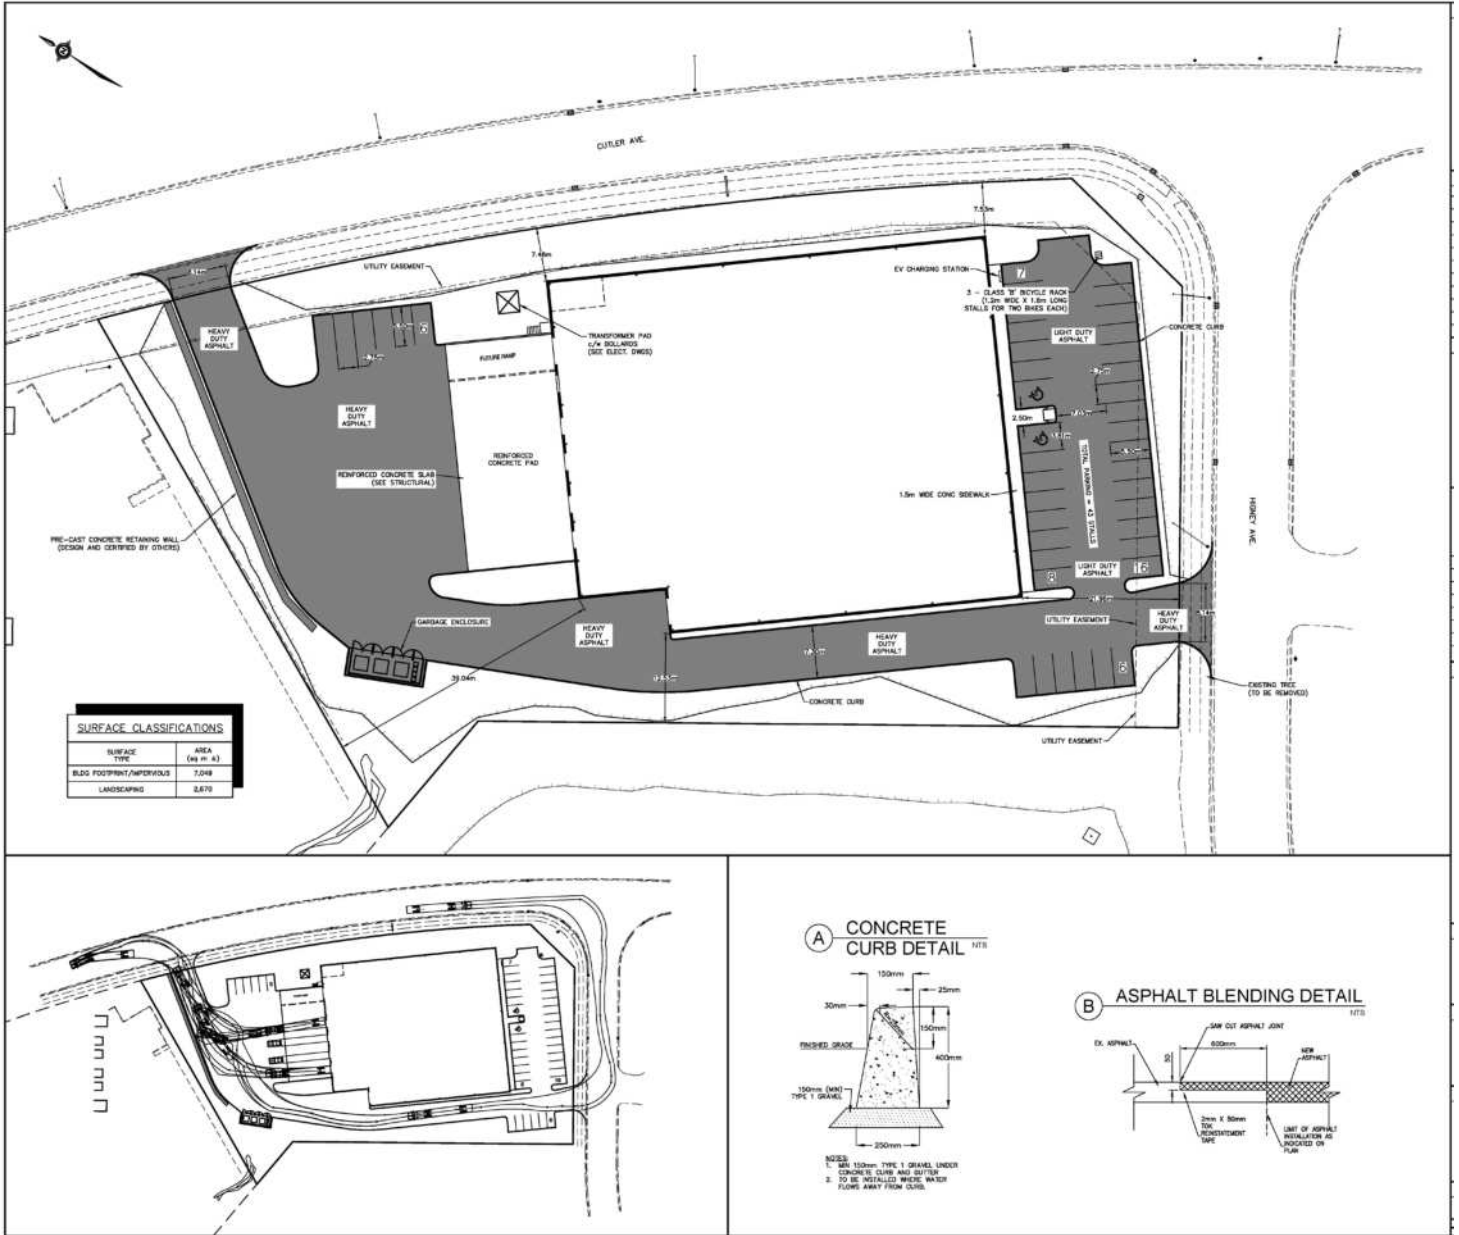 CUTLER AVE.
7.53m
7.48m
UTILITY EASEMENT
EV CHARGING STATION
7
3 - CLASS 'B' BICYCLE RACK
(1.2m WIDE X 1.8m LONG
STALLS FOR TWO BIKES EACH)
HEAVY
DUTY
ASPHALT
TRANSFORMER PAD
c/w BOLLARDS
(SEE ELECT. DWGS)
LIGHT DUTY
ASPHALT
CONCRETE CURB
FUTURE RAMP
HEAVY
DUTY
ASPHALT
2.50m
REINFORCED
CONCRETE PAD
REINFORCED CONCRETE SLAB
(SEE STRUCTURAL)
TOTAL PARKING = 43 STALLS
1.5m WIDE CONC SIDEWALK
HIGNEY AVE.
PRE-CAST CONCRETE RETAINING WALL
(DESIGN AND CERTIFIED BY OTHERS)
LIGHT DUTY
ASPHALT
GARBAGE ENCLOSURE
HEAVY
DUTY
ASPHALT
HEAVY
DUTY
ASPHALT
UTILITY EASEMENT
HEAVY
DUTY
ASPHALT
39.04m
CONCRETE CURB
EXISTING TREE
(TO BE REMOVED)
UTILITY EASEMENT
SURFACE CLASSIFICATIONS
SURFACE
TYPE
AREA
(sq m ±)
BLDG FOOTPRINT/IMPERVIOUS
7,048
LANDSCAPING
2,670
A
CONCRETE
CURB DETAIL
NTS
150mm
25mm
30mm
150mm
400mm
FINISHED GRADE
150mm (MIN)
TYPE 1 GRAVEL
250mm
NOTES:
1. MIN 150mm TYPE 1 GRAVEL UNDER
CONCRETE CURB AND GUTTER
2. TO BE INSTALLED WHERE WATER
FLOWS AWAY FROM CURB.
B
ASPHALT BLENDING DETAIL
NTS
SAW CUT ASPHALT JOINT
EX. ASPHALT
600mm
NEW
ASPHALT
50
2mm X 50mm
TOK
REINSTATEMENT
TAPE
LIMIT OF ASPHALT
INSTALLATION AS
INDICATED ON
PLAN